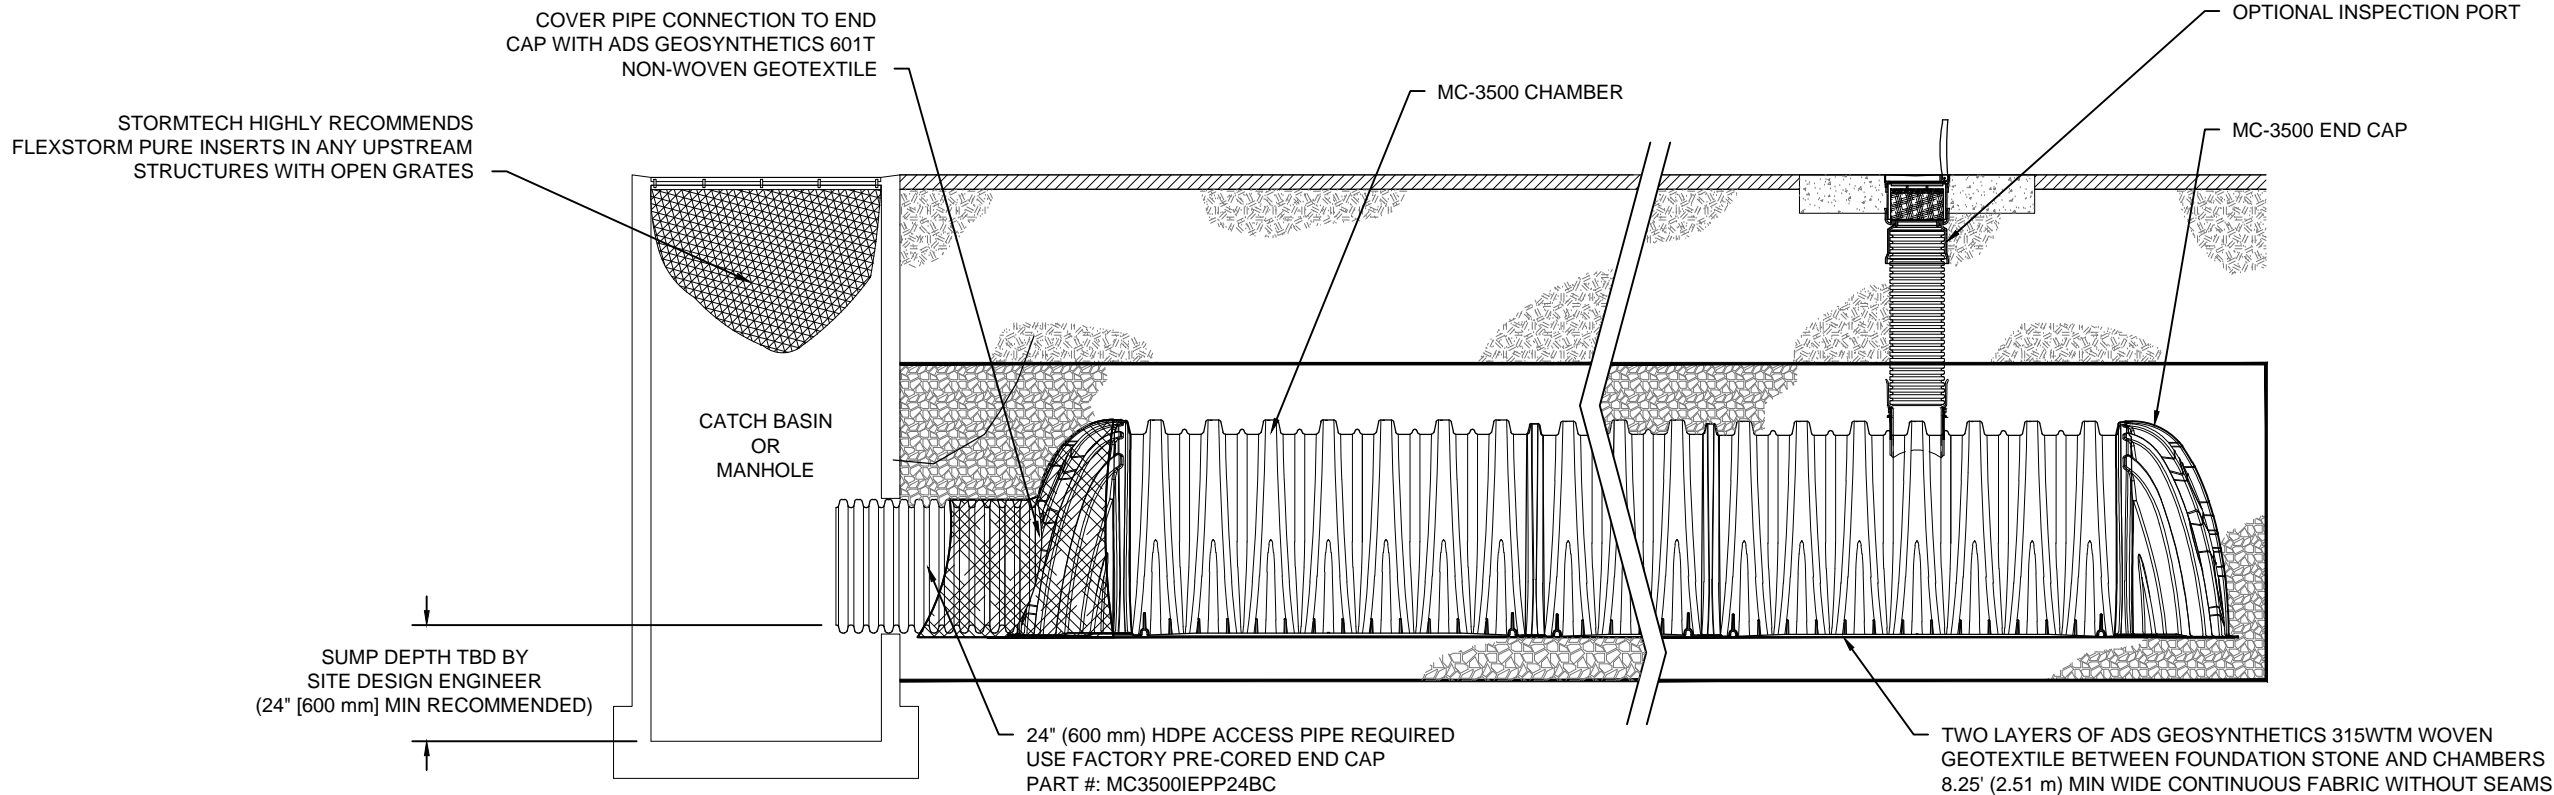 COVER PIPE CONNECTION TO END
CAP WITH ADS GEOSYNTHETICS 601T
NON-WOVEN GEOTEXTILE
OPTIONAL INSPECTION PORT
MC-3500 CHAMBER
STORMTECH HIGHLY RECOMMENDS
FLEXSTORM PURE INSERTS IN ANY UPSTREAM
STRUCTURES WITH OPEN GRATES
MC-3500 END CAP
CATCH BASIN
OR
MANHOLE
SUMP DEPTH TBD BY
SITE DESIGN ENGINEER
(24" [600 mm] MIN RECOMMENDED)
24" (600 mm) HDPE ACCESS PIPE REQUIRED
USE FACTORY PRE-CORED END CAP
PART #: MC3500IEPP24BC
TWO LAYERS OF ADS GEOSYNTHETICS 315WTM WOVEN
GEOTEXTILE BETWEEN FOUNDATION STONE AND CHAMBERS
8.25' (2.51 m) MIN WIDE CONTINUOUS FABRIC WITHOUT SEAMS